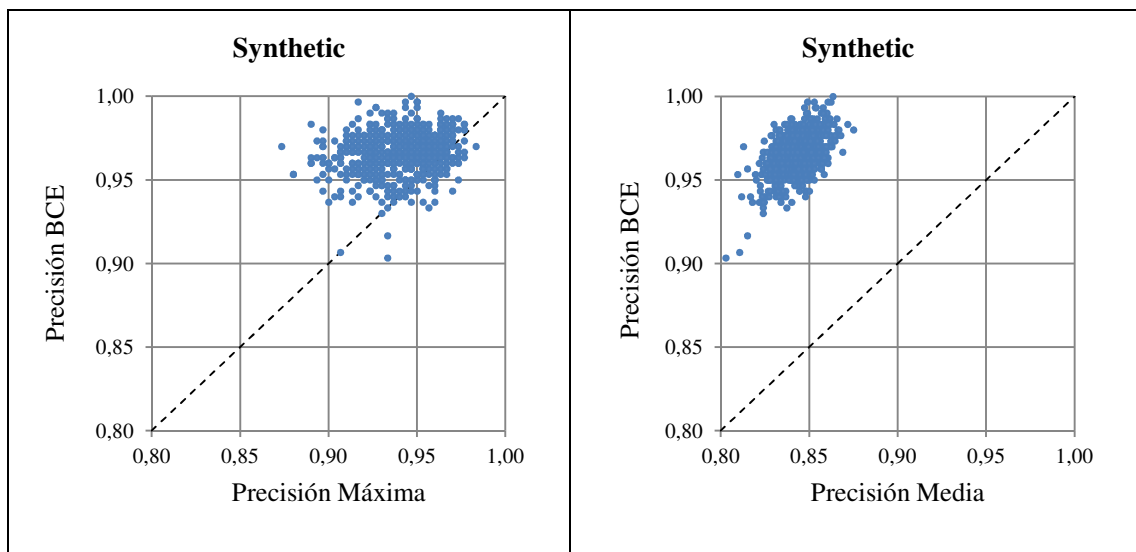 Synthetic
1,00
0,95
0,90
0,85
0,80
0,80 0,85 0,90 0,95 1,00
Precisión BCE
Precisión Máxima
Synthetic
1,00
0,95
0,90
0,85
0,80
0,80 0,85 0,90 0,95 1,00
Precisión BCE
Precisión Media